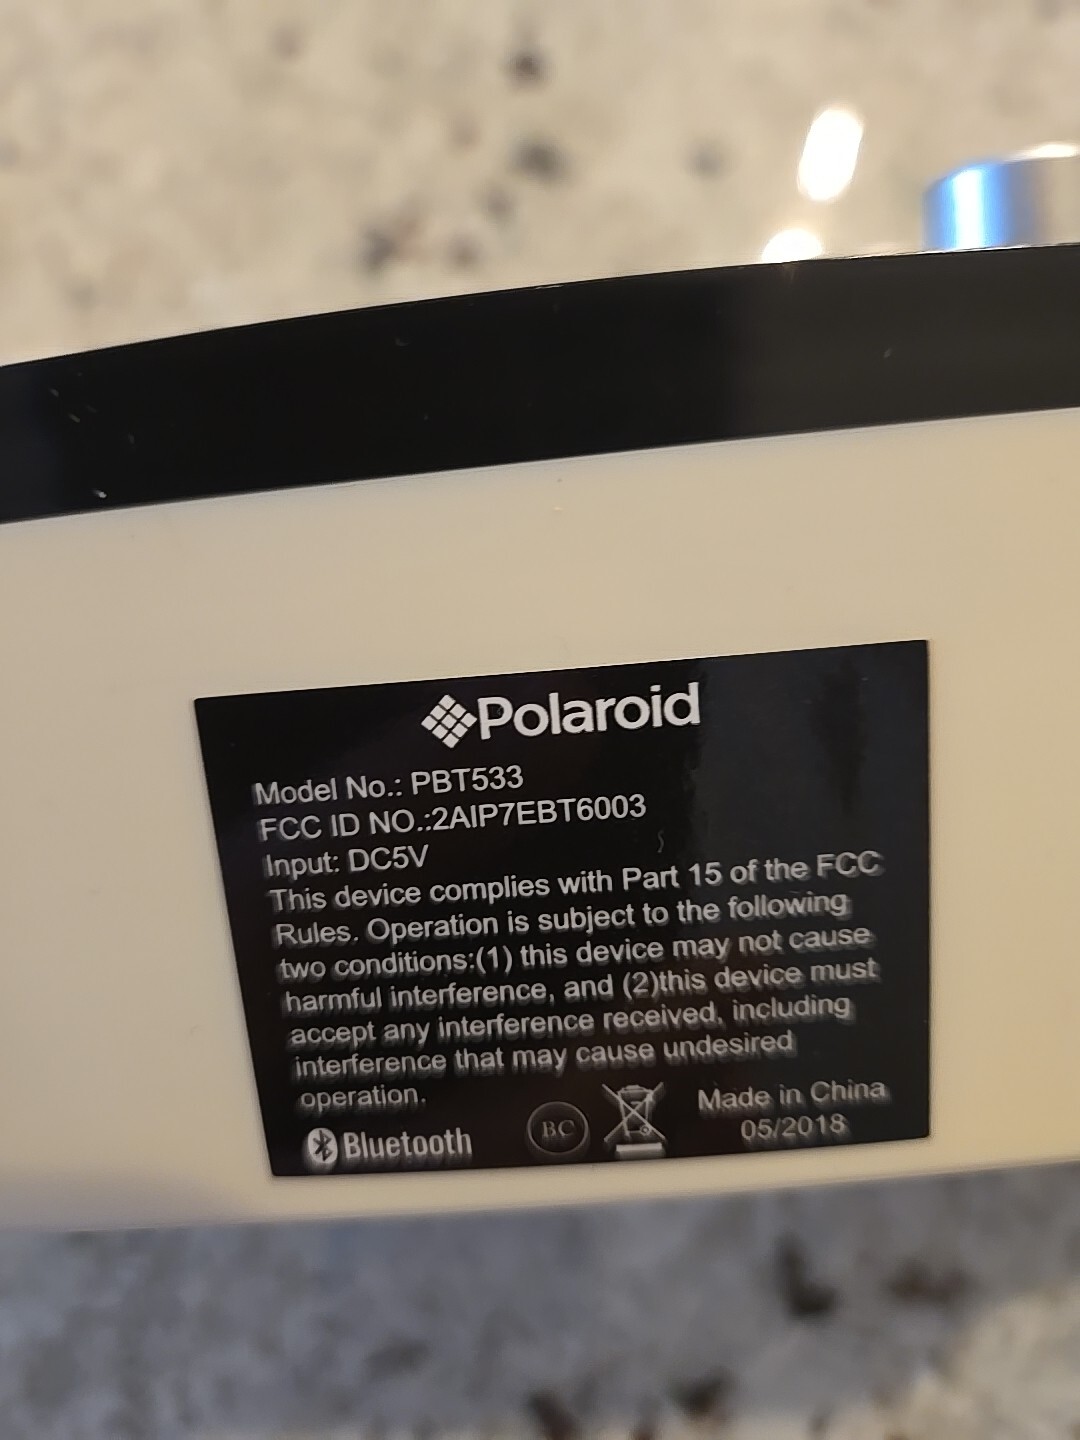 Polaroid
Model No.: PBT533
FCC ID NO.:2AIP7EBT6003
Input: DC5V
This device complies with Part 15 of the FCC
Rules. Operation is subject to the following
two conditions:(1) this device may not cause
harmful interference, and (2)this device must
accept any interference received, including
interference that may cause undesired
operation.
Bluetooth
BC
Made in China
05/2018